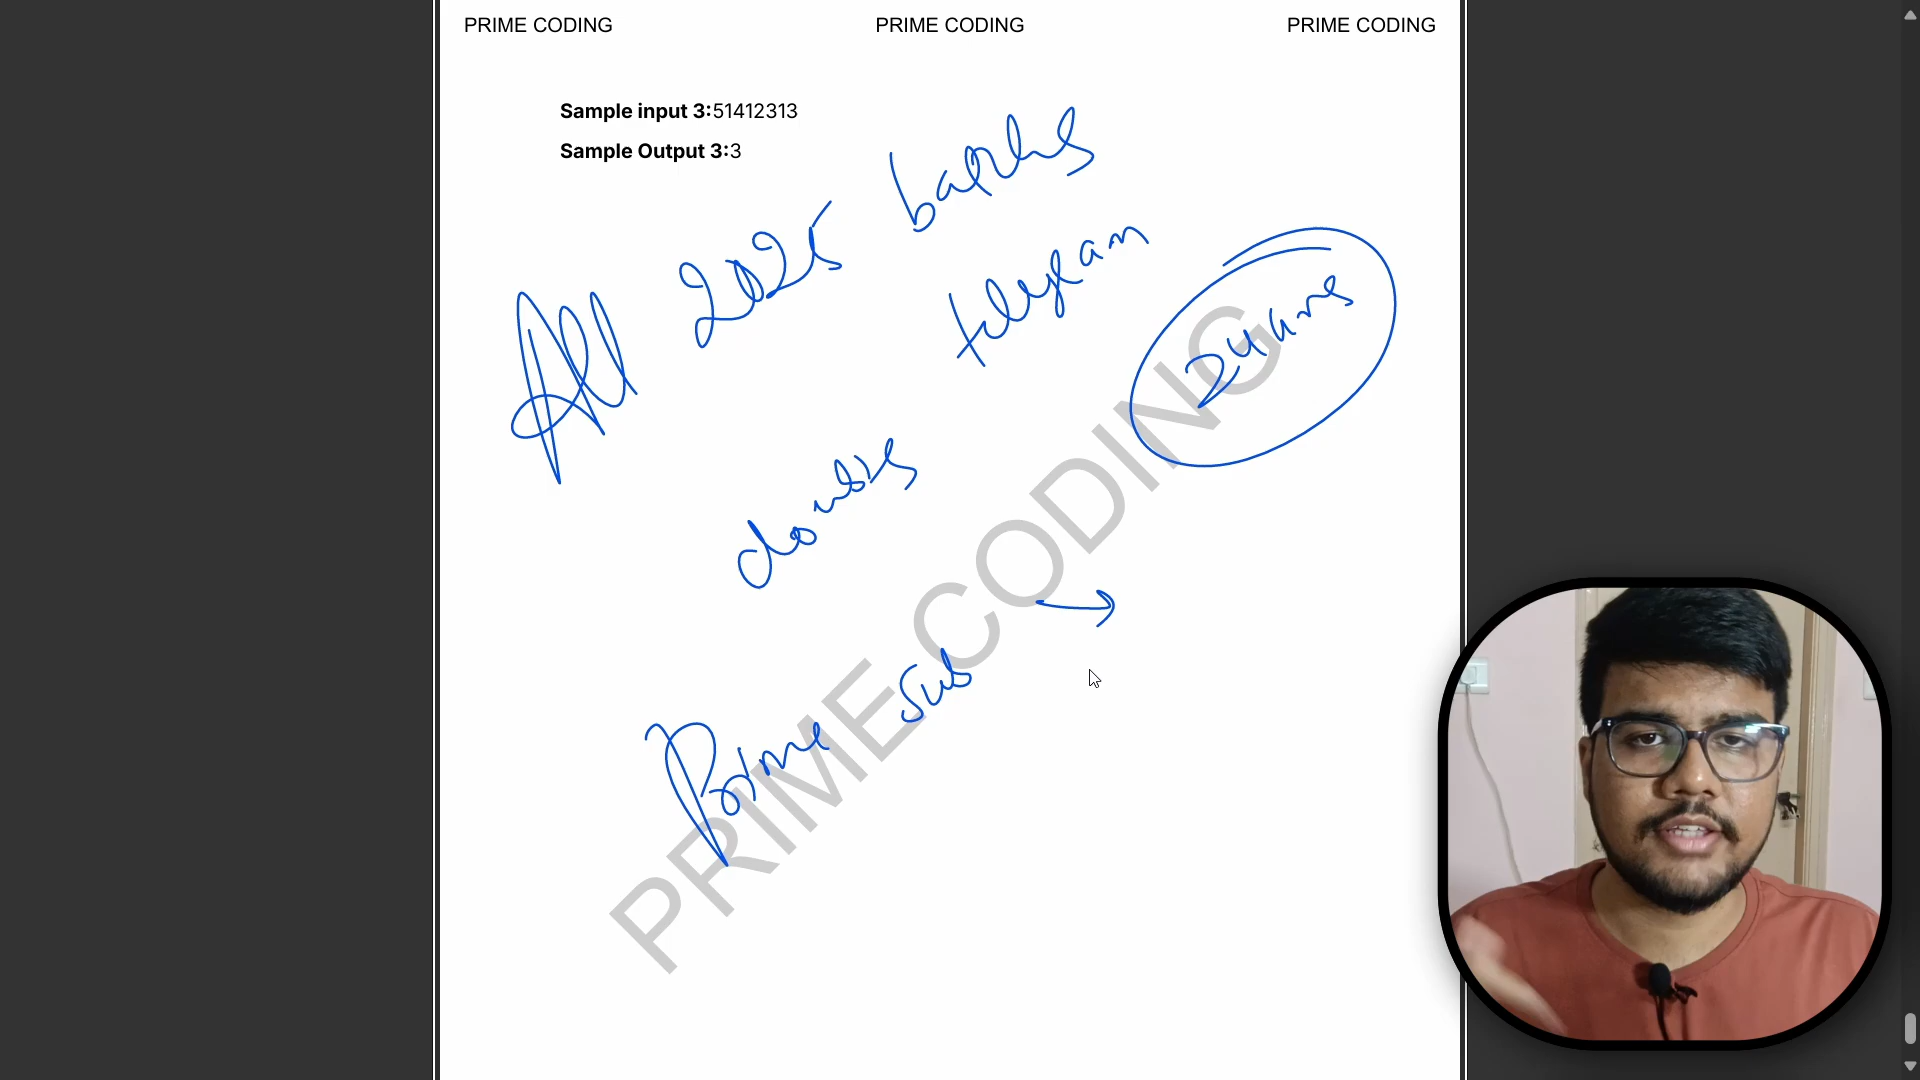 PRIME CODING PRIME CODING PRIME CODING
Sample input 3:51412313
Sample Output 3:3
All 2025 batches
telegram
24 hrs
doubts
Prime sub →
PRIME CODING